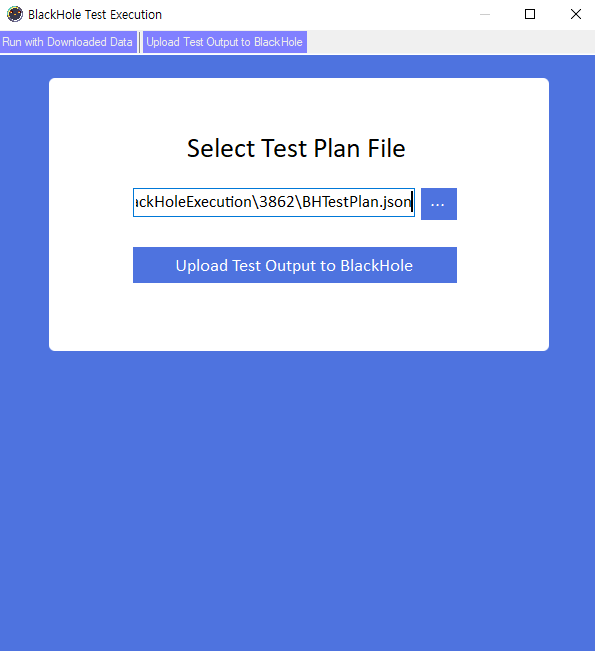 BlackHole Test Execution
Run with Downloaded Data
Upload Test Output to BlackHole
Select Test Plan File
ackHoleExecution\3862\BHTestPlan.json
...
Upload Test Output to BlackHole